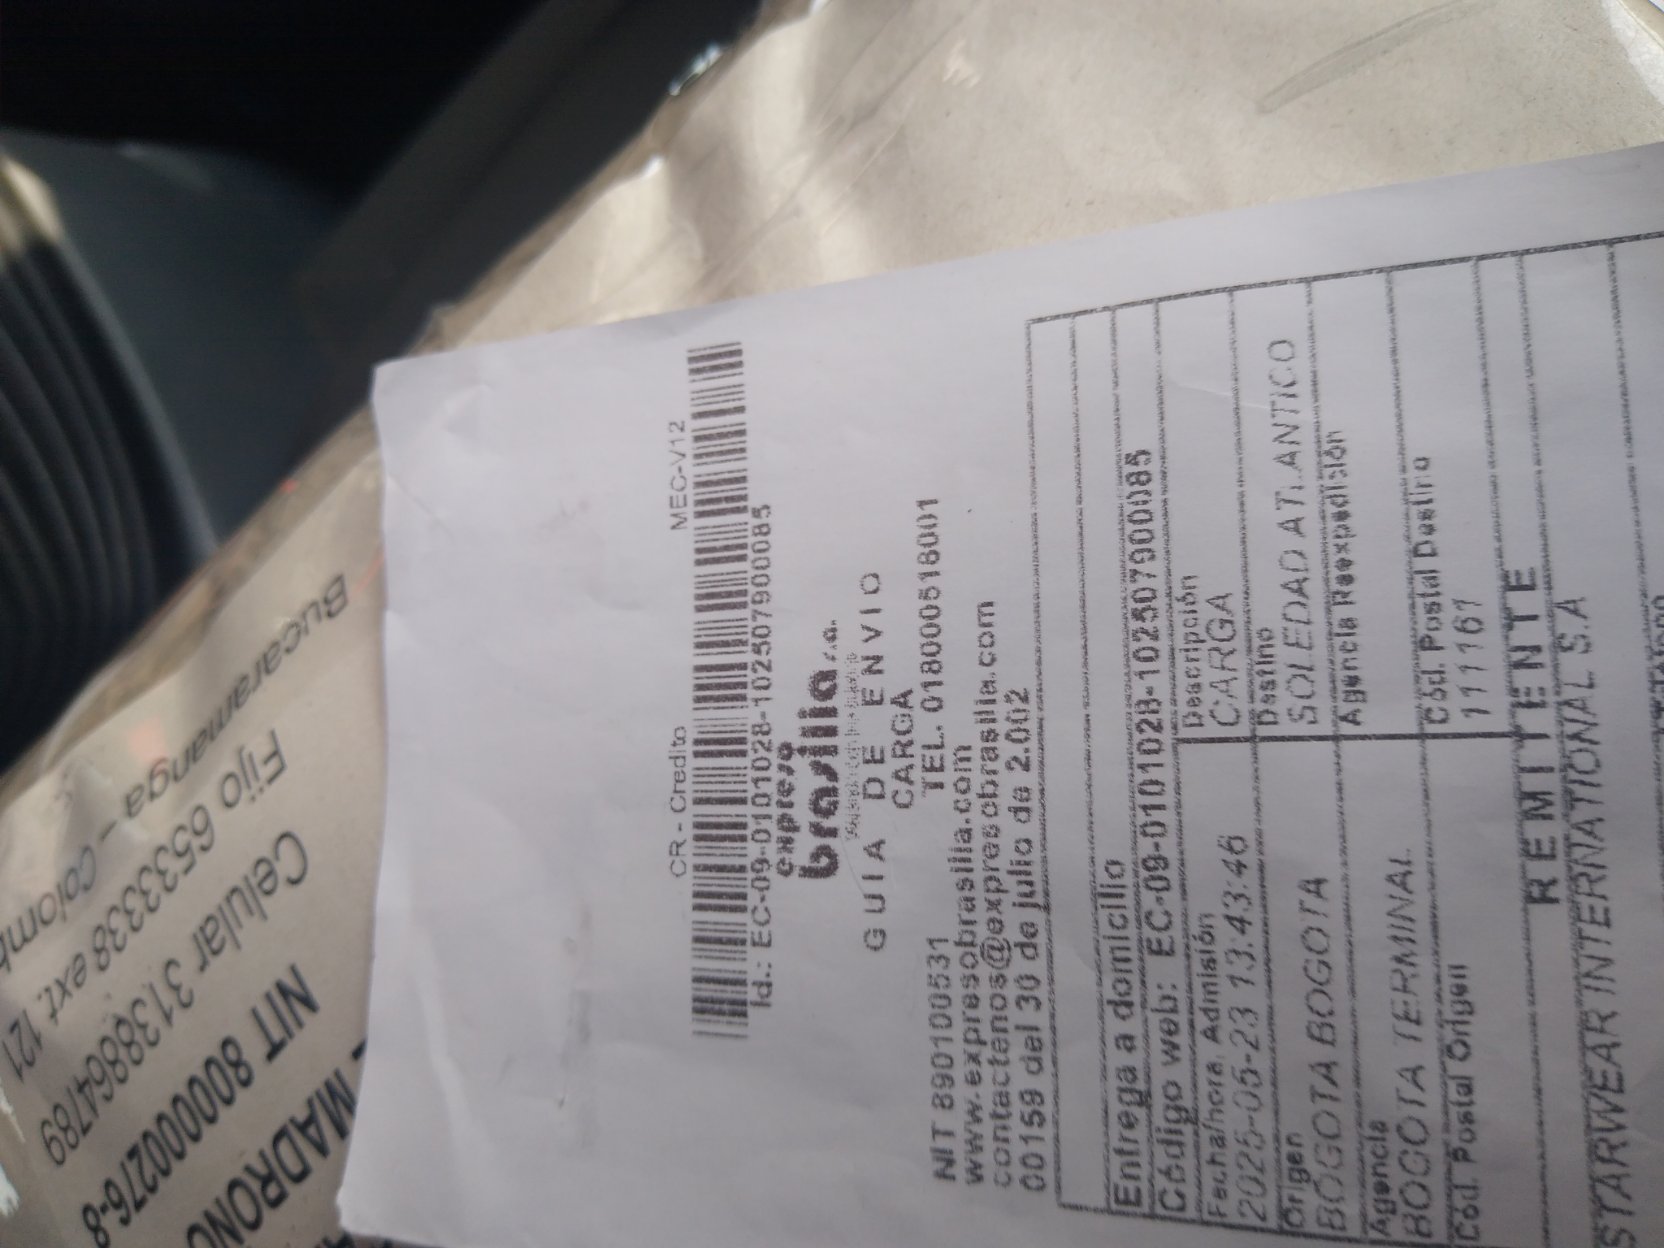 CR - Credito MEC-V12
Id.: EC-09-0101028-10250790085
expreso
brasilia s.a.
GUIA DE ENVIO
CARGA
NIT 890100531 TEL. 018000518001
www.expresobrasilia.com
contactenos@expresobrasilia.com
00159 del 30 de julio de 2.002
Entrega a domicilio
Código web: EC-09-0101028-10250790085
Fecha/hora Admisión Descripción
2025-05-23 13:43:46 CARGA
Origen Destino
BOGOTA BOGOTA SOLEDAD ATLANTICO
Agencia Agencia Reexpedición
BOGOTA TERMINAL
Cód. Postal Origen Cód. Postal Destino
111167
REMITENTE
STARWEAR INTERNATIONAL S.A
MADRONO
NIT 800000276-8
Celular 3138864789
Fijo 6533338 ext. 121
Bucaramanga - Colomb